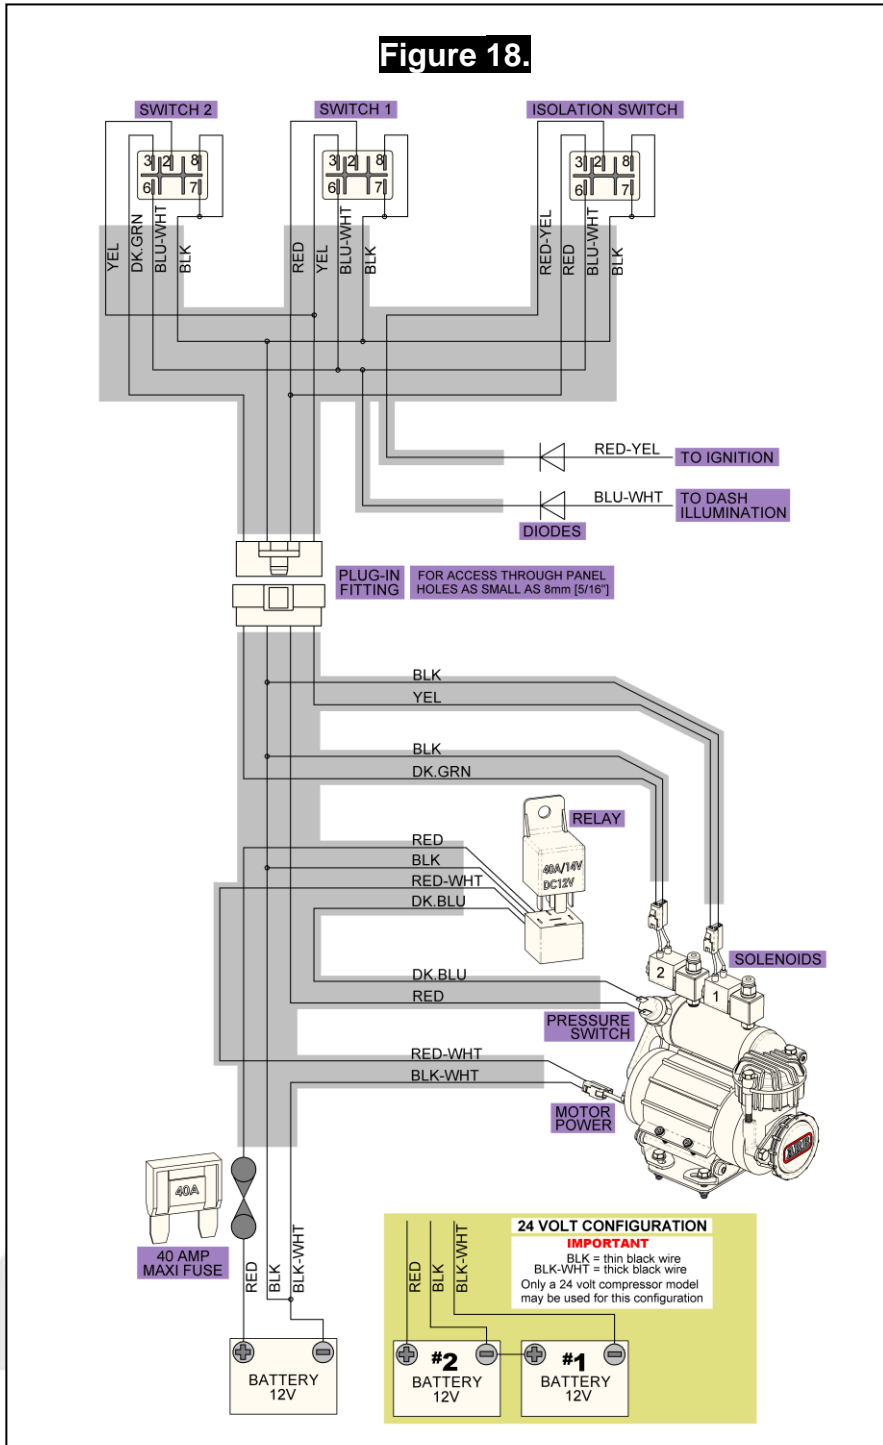 Figure 18.
SWITCH 2
SWITCH 1
ISOLATION SWITCH
3 2 8
6 7
3 2 8
6 7
3 2 8
6 7
YEL
DK.GRN
BLU-WHT
BLK
RED
YEL
BLU-WHT
BLK
RED-YEL
RED
BLU-WHT
BLK
RED-YEL
TO IGNITION
BLU-WHT
TO DASH
ILLUMINATION
DIODES
PLUG-IN
FITTING
FOR ACCESS THROUGH PANEL
HOLES AS SMALL AS 8mm [5/16"]
BLK
YEL
BLK
DK.GRN
RELAY
40A/14V
DC12V
RED
BLK
RED-WHT
DK.BLU
SOLENOIDS
2
1
DK.BLU
RED
PRESSURE
SWITCH
RED-WHT
BLK-WHT
MOTOR
POWER
ARB
40A
40 AMP
MAXI FUSE
RED
BLK
BLK-WHT
BATTERY
12V
24 VOLT CONFIGURATION
IMPORTANT
BLK = thin black wire
BLK-WHT = thick black wire
Only a 24 volt compressor model
may be used for this configuration
RED
BLK
BLK-WHT
#2
BATTERY
12V
#1
BATTERY
12V